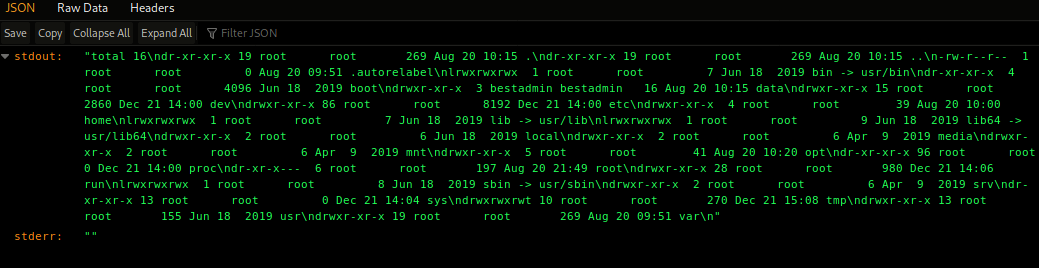 JSON Raw Data Headers
Save Copy Collapse All Expand All Filter JSON
stdout: "total 16\ndr-xr-xr-x 19 root      root       269 Aug 20 10:15 .\ndr-xr-xr-x 19 root      root       269 Aug 20 10:15 ..\n-rw-r--r--  1
root      root         0 Aug 20 09:51 .autorelabel\nlrwxrwxrwx  1 root      root         7 Jun 18  2019 bin -> usr/bin\ndr-xr-xr-x  4
root      root      4096 Jun 18  2019 boot\ndrwxr-xr-x  3 bestadmin bestadmin   16 Aug 20 10:15 data\ndrwxr-xr-x 15 root      root
2860 Dec 21 14:00 dev\ndrwxr-xr-x 86 root      root      8192 Dec 21 14:00 etc\ndrwxr-xr-x  4 root      root        39 Aug 20 10:00
home\nlrwxrwxrwx  1 root      root         7 Jun 18  2019 lib -> usr/lib\nlrwxrwxrwx  1 root      root         9 Jun 18  2019 lib64 ->
usr/lib64\ndrwxr-xr-x  2 root      root         6 Jun 18  2019 local\ndrwxr-xr-x  2 root      root         6 Apr  9  2019 media\ndrwxr-
xr-x  2 root      root         6 Apr  9  2019 mnt\ndrwxr-xr-x  5 root      root        41 Aug 20 10:20 opt\ndr-xr-xr-x 96 root      root
0 Dec 21 14:00 proc\ndr-xr-x---  6 root      root       197 Aug 20 21:49 root\ndrwxr-xr-x 28 root      root       980 Dec 21 14:06
run\nlrwxrwxrwx  1 root      root         8 Jun 18  2019 sbin -> usr/sbin\ndrwxr-xr-x  2 root      root         6 Apr  9  2019 srv\ndr-
xr-xr-x 13 root      root         0 Dec 21 14:04 sys\ndrwxrwxrwt 10 root      root       270 Dec 21 15:08 tmp\ndrwxr-xr-x 13 root
root       155 Jun 18  2019 usr\ndrwxr-xr-x 19 root      root       269 Aug 20 09:51 var\n"
stderr: ""